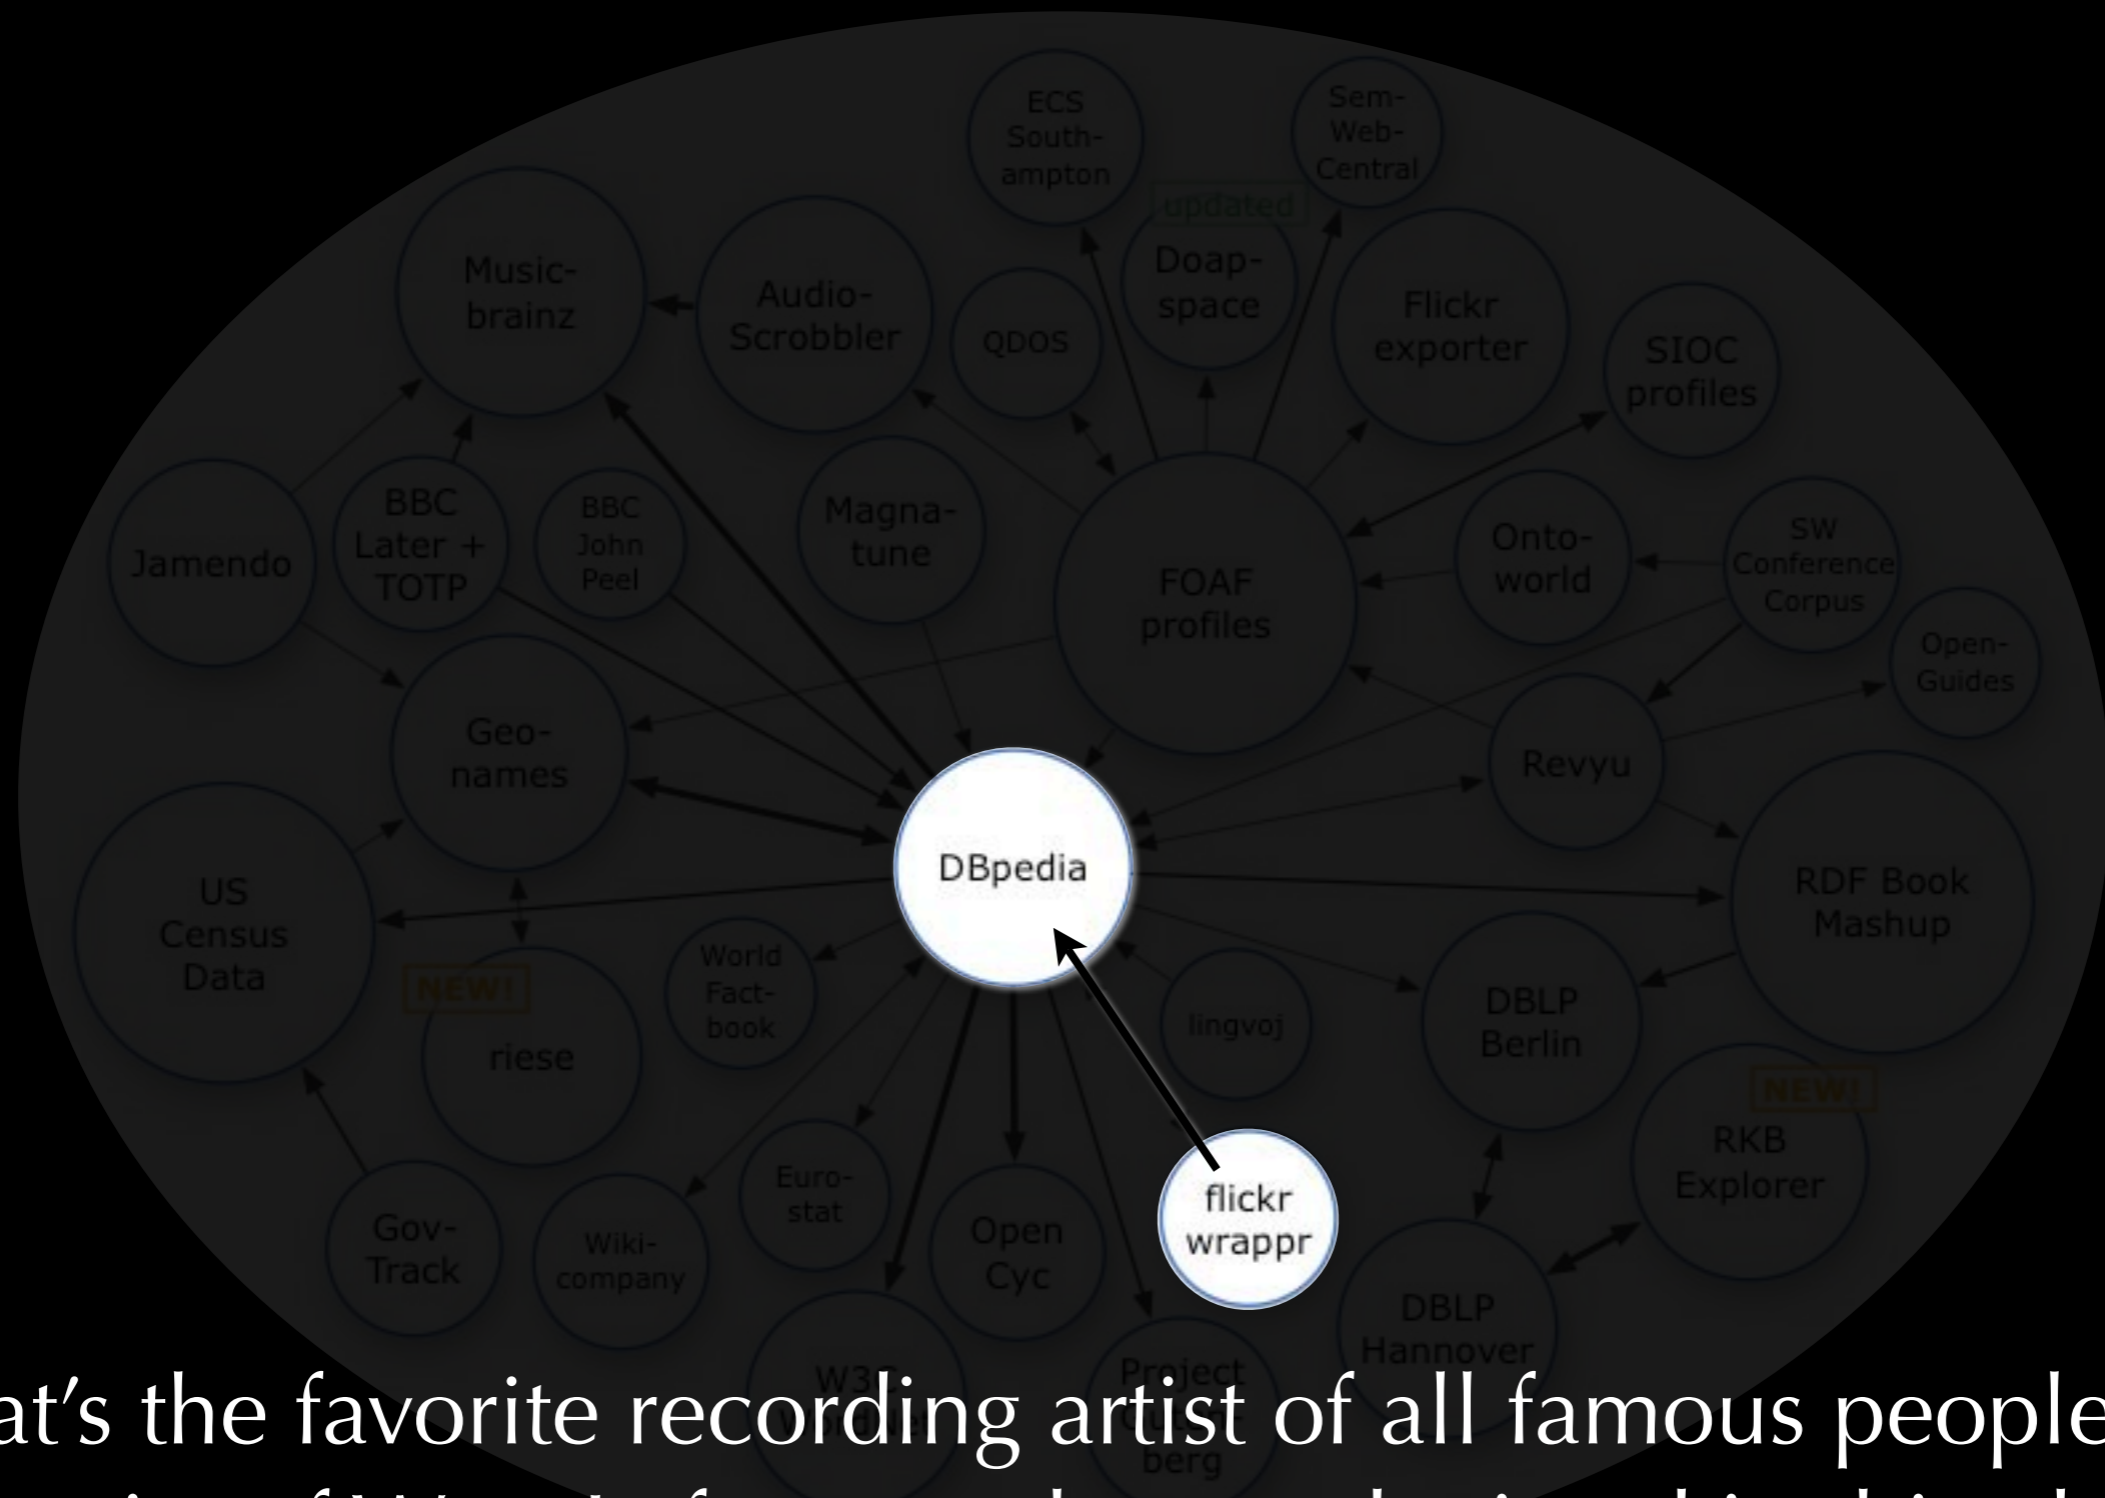 ECS
South-
ampton
Sem-
Web-
Central
updated
Doap-
space
Music-
brainz
Audio-
Scrobbler
QDOS
Flickr
exporter
SIOC
profiles
Jamendo
BBC
Later +
TOTP
BBC
John
Peel
Magna-
tune
FOAF
profiles
Onto-
world
SW
Conference
Corpus
Open-
Guides
Geo-
names
Revyu
DBpedia
US
Census
Data
RDF Book
Mashup
World
Fact-
book
NEW!
riese
lingvoj
DBLP
Berlin
NEW!
RKB
Explorer
Euro-
stat
flickr
wrappr
Gov-
Track
Wiki-
company
Open
Cyc
DBLP
Hannover
W3C
WordNet
Project
Guten-
berg
at's the favorite recording artist of all famous people